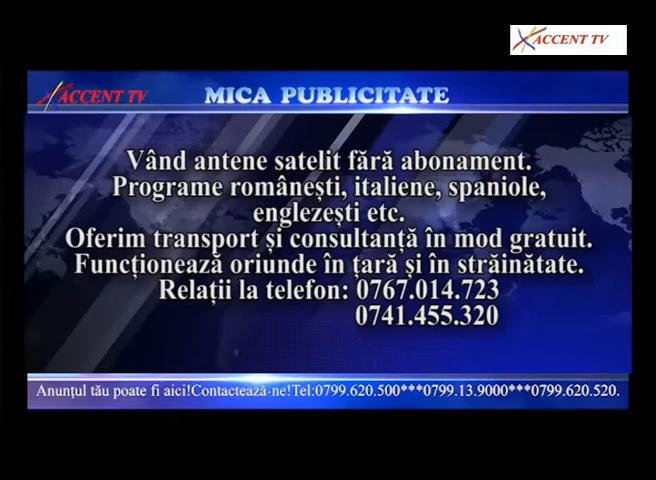 ACCENT TV
ACCENT TV
MICA PUBLICITATE
Vând antene satelit fără abonament.
Programe românești, italiene, spaniole,
englezești etc.
Oferim transport și consultanță în mod gratuit.
Funcționează oriunde în țară și în străinătate.
Relații la telefon: 0767.014.723
0741.455.320
Anunțul tău poate fi aici!Contactează-ne!Tel:0799.620.500***0799.13.9000***0799.620.520.